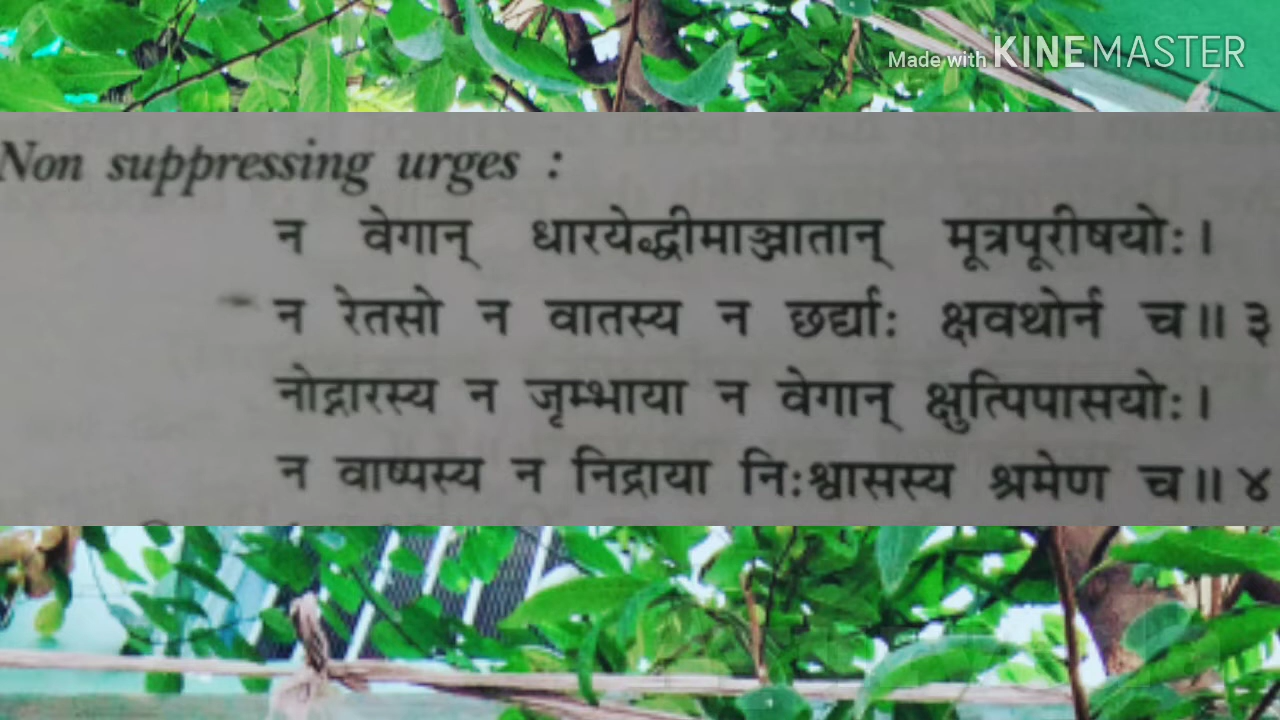 Made with KINEMASTER
Non suppressing urges :
न वेगान् धारयेद्धीमाञ्जातान् मूत्रपूरीषयोः।
न रेतसो न वातस्य न छर्द्याः क्षवथोर्न च॥ ३
नोद्गारस्य न जृम्भाया न वेगान् क्षुत्पिपासयोः।
न वाष्पस्य न निद्राया निःश्वासस्य श्रमेण च॥ ४